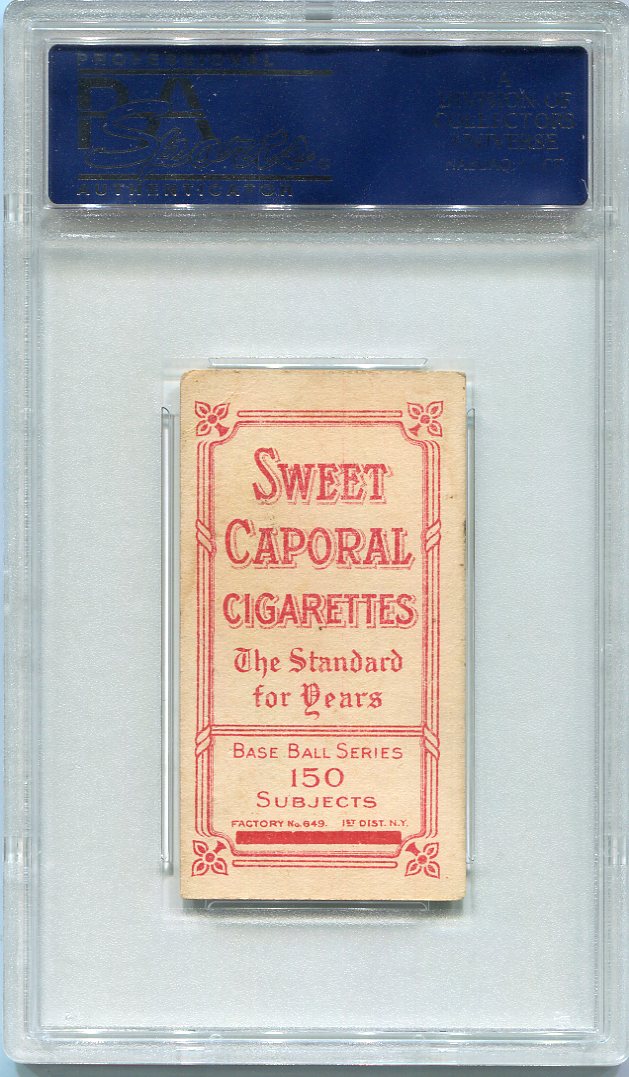 PROFESSIONAL
PSA
Sports
AUTHENTICATOR
A
DIVISION OF
COLLECTORS
UNIVERSE
SWEET
CAPORAL
CIGARETTES
The Standard
for Years
BASE BALL SERIES
150
SUBJECTS
FACTORY No. 649. 1ST DIST. N.Y.